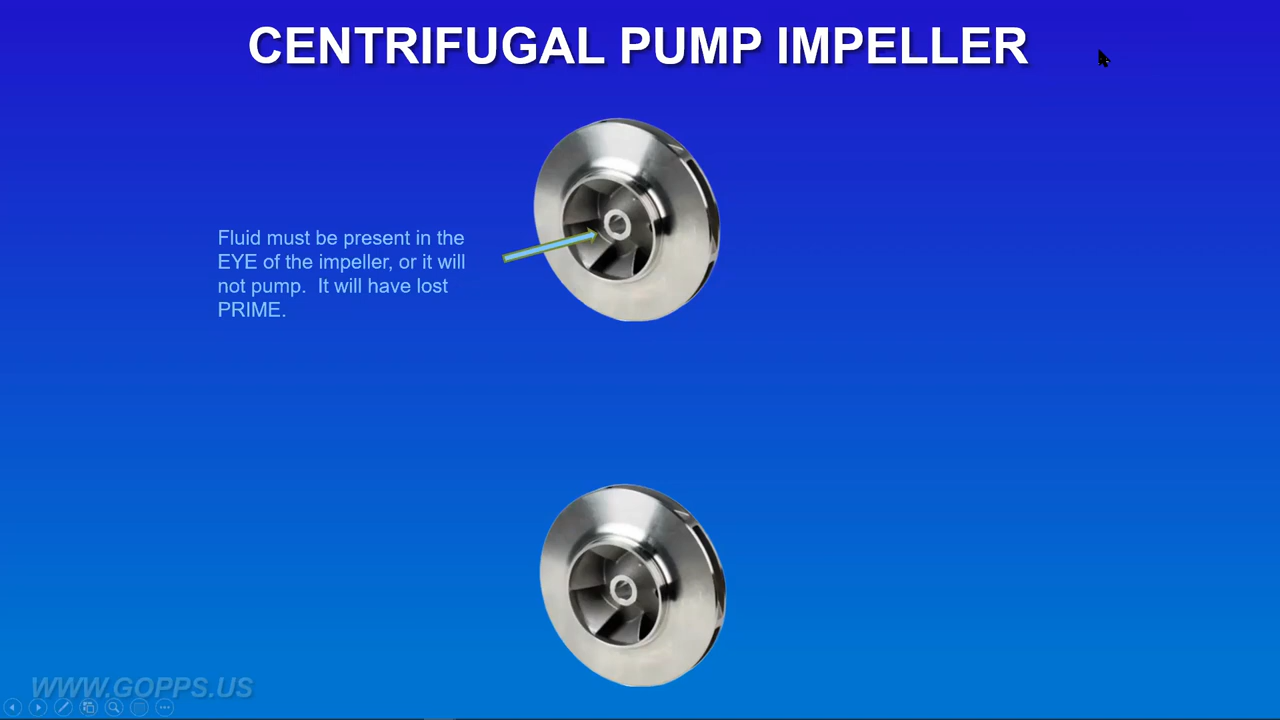 CENTRIFUGAL PUMP IMPELLER
Fluid must be present in the
EYE of the impeller, or it will
not pump.  It will have lost
PRIME.
WWW.GOPPS.US